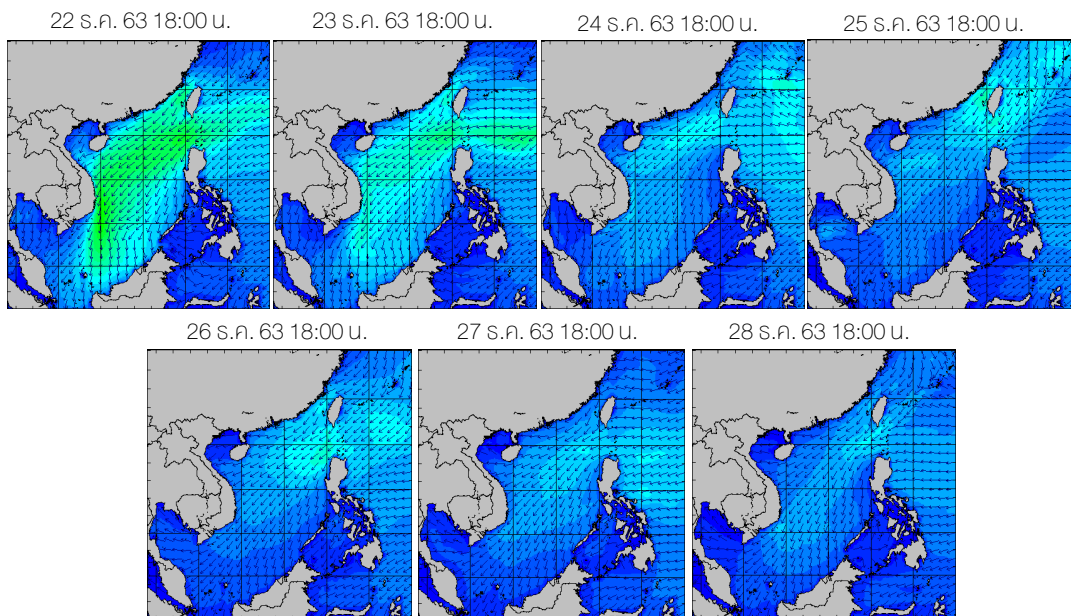 22 ธ.ค. 63 18:00 น.
23 ธ.ค. 63 18:00 น.
24 ธ.ค. 63 18:00 น.
25 ธ.ค. 63 18:00 น.
26 ธ.ค. 63 18:00 น.
27 ธ.ค. 63 18:00 น.
28 ธ.ค. 63 18:00 น.